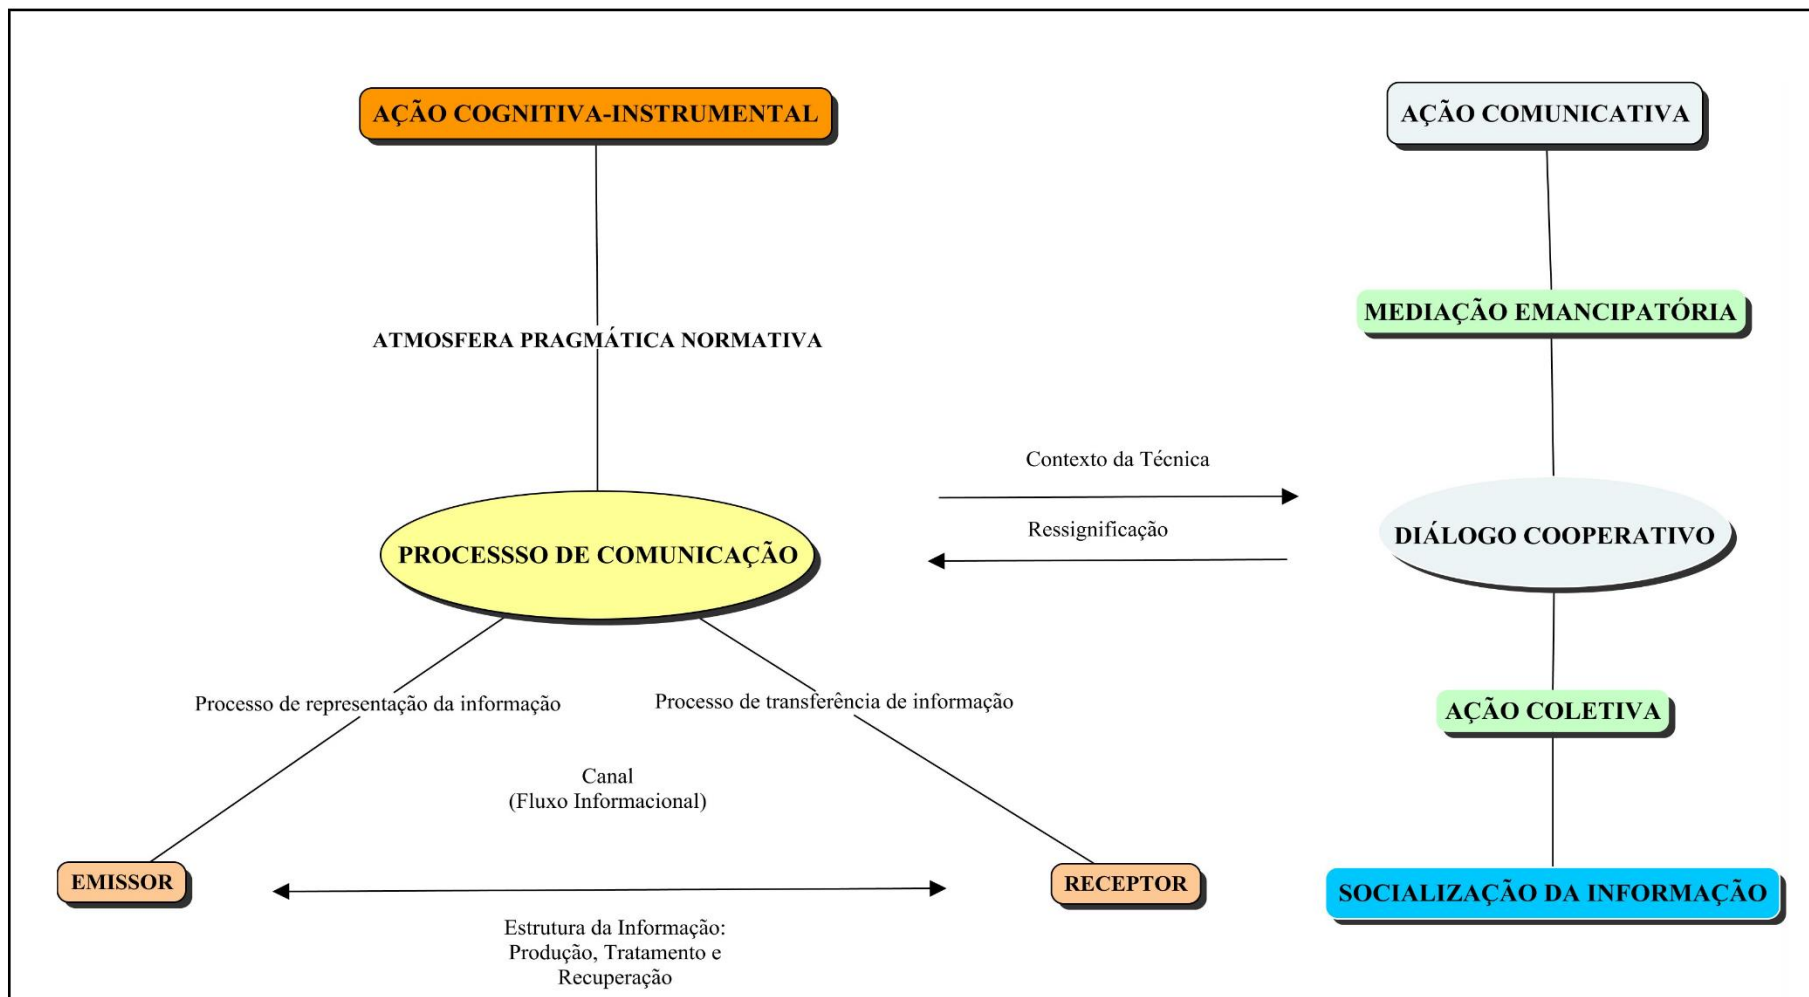 AÇÃO COGNITIVA-INSTRUMENTAL
AÇÃO COMUNICATIVA
MEDIAÇÃO EMANCIPATÓRIA
ATMOSFERA PRAGMÁTICA NORMATIVA
Contexto da Técnica
Ressignificação
DIÁLOGO COOPERATIVO
PROCESSSO DE COMUNICAÇÃO
Processo de representação da informação
Processo de transferência de informação
AÇÃO COLETIVA
Canal
(Fluxo Informacional)
EMISSOR
RECEPTOR
SOCIALIZAÇÃO DA INFORMAÇÃO
Estrutura da Informação:
Produção, Tratamento e
Recuperação